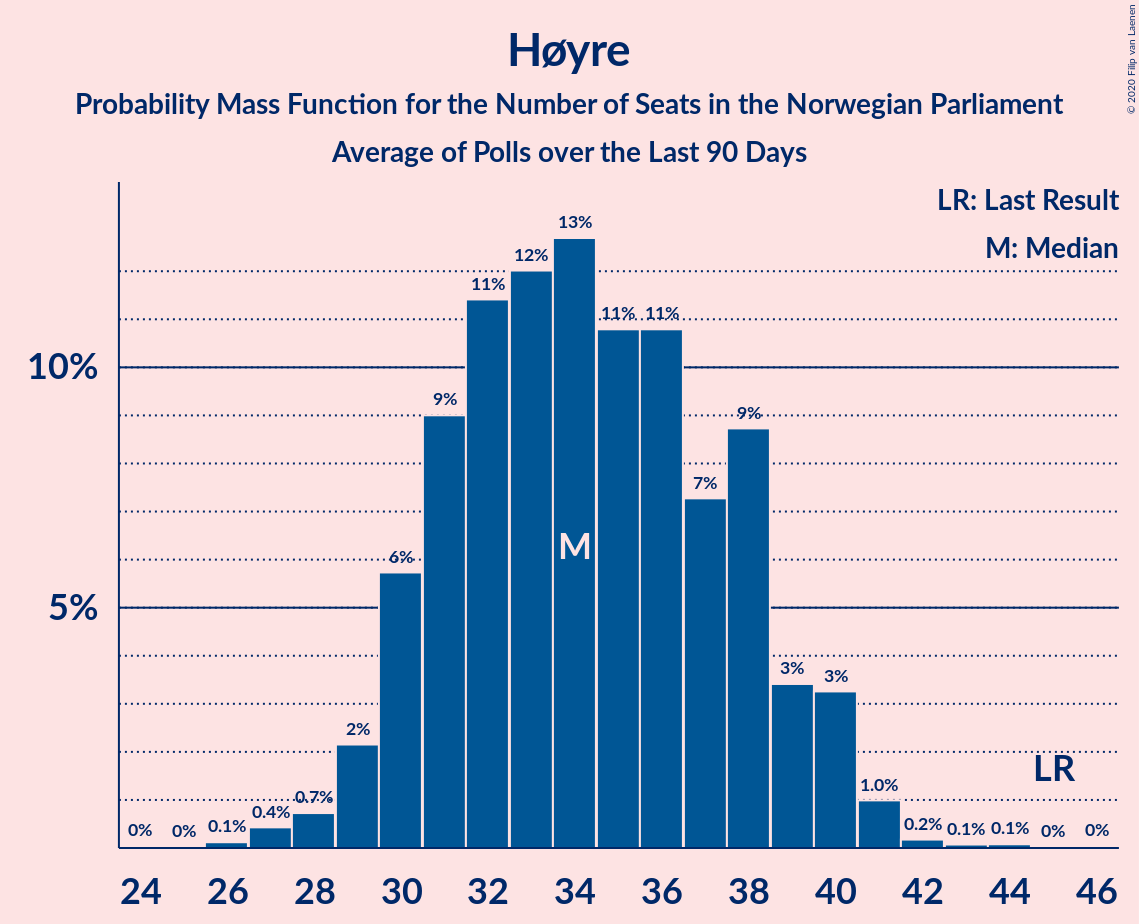 Høyre
Probability Mass Function for the Number of Seats in the Norwegian Parliament
Average of Polls over the Last 90 Days
© 2020 Filip van Laenen
LR: Last Result
M: Median
13%
12%
11%
11% 11%
10%
9%
9%
7%
M
6%
5%
3% 3%
2%
LR
1.0%
0% 0% 0.1% 0.4% 0.7%
0.2% 0.1% 0.1% 0% 0%
24 26 28 30 32 34 36 38 40 42 44 46